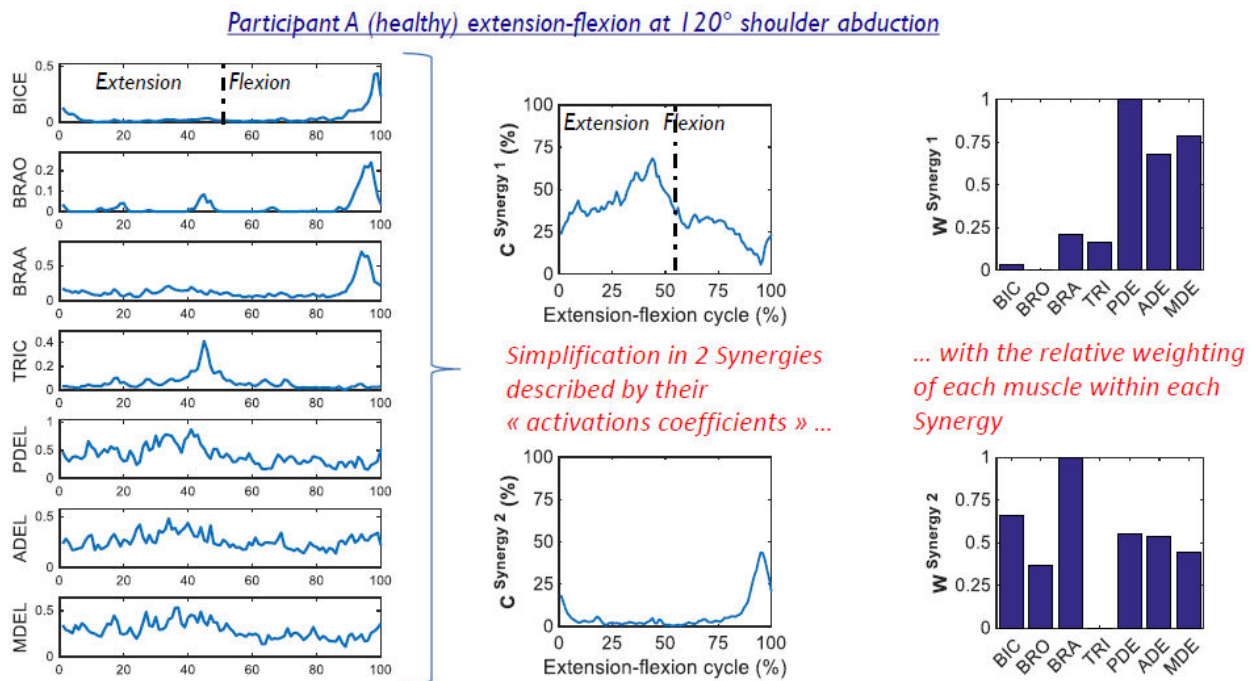 Participant A (healthy) extension-flexion at 120° shoulder abduction
BICE
0.5
0
Extension
Flexion
0 20 40 60 80 100
BRAO
0.2
0.1
0
0 20 40 60 80 100
BRAA
0.5
0
0 20 40 60 80 100
TRIC
0.4
0.2
0
0 20 40 60 80 100
PDEL
1
0.5
0
0 20 40 60 80 100
ADEL
0.5
0
0 20 40 60 80 100
MDEL
0.5
0
0 20 40 60 80 100
C Synergy 1 (%)
100
75
50
25
0
Extension Flexion
0 25 50 75 100
Extension-flexion cycle (%)
W Synergy 1
1
0.75
0.5
0.25
0
BIC BRO BRA TRI PDE ADE MDE
Simplification in 2 Synergies
described by their
« activations coefficients » ...
... with the relative weighting
of each muscle within each
Synergy
C Synergy 2 (%)
100
75
50
25
0
0 25 50 75 100
Extension-flexion cycle (%)
W Synergy 2
1
0.75
0.5
0.25
0
BIC BRO BRA TRI PDE ADE MDE